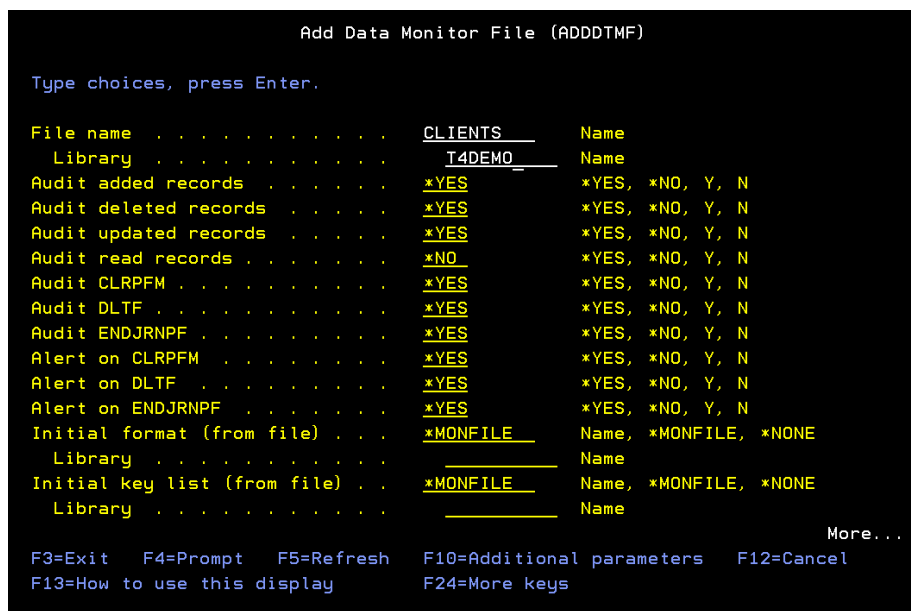 Add Data Monitor File (ADDDTMF)
Type choices, press Enter.
File name . . . . . . . . . . . CLIENTS Name
Library . . . . . . . . . . . T4DEMO Name
Audit added records . . . . . . *YES *YES, *NO, Y, N
Audit deleted records . . . . . *YES *YES, *NO, Y, N
Audit updated records . . . . . *YES *YES, *NO, Y, N
Audit read records . . . . . . . *NO *YES, *NO, Y, N
Audit CLRPFM . . . . . . . . . . *YES *YES, *NO, Y, N
Audit DLTF . . . . . . . . . . . *YES *YES, *NO, Y, N
Audit ENDJRNPF . . . . . . . . . *YES *YES, *NO, Y, N
Alert on CLRPFM . . . . . . . . *YES *YES, *NO, Y, N
Alert on DLTF . . . . . . . . . *YES *YES, *NO, Y, N
Alert on ENDJRNPF . . . . . . . *YES *YES, *NO, Y, N
Initial format (from file) . . . *MONFILE Name, *MONFILE, *NONE
Library . . . . . . . . . . . Name
Initial key list (from file) . . *MONFILE Name, *MONFILE, *NONE
Library . . . . . . . . . . . Name
More...
F3=Exit F4=Prompt F5=Refresh F10=Additional parameters F12=Cancel
F13=How to use this display F24=More keys